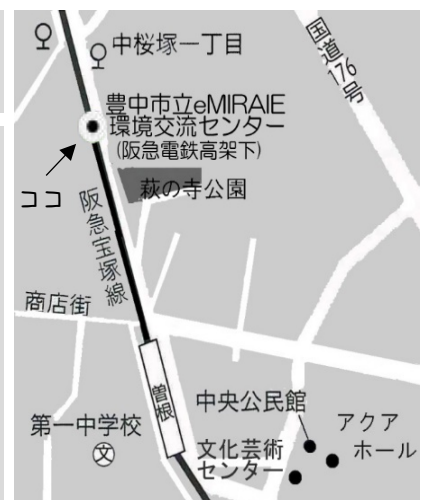 中桜塚一丁目
国道176号
豊中市立eMIRAIE
環境交流センター
(阪急電鉄高架下)
ココ
萩の寺公園
阪急宝塚線
商店街
曽根
中央公民館
アクア
ホール
第一中学校
文
文化芸術
センター